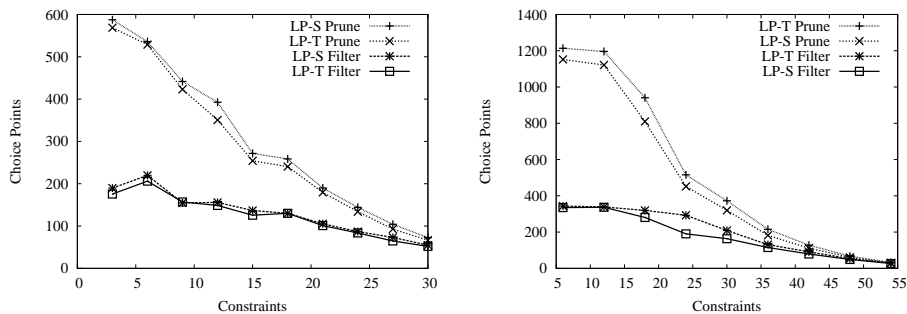 600
500
400
300
200
100
0
Choice Points
LP-S Prune
LP-T Prune
LP-S Filter
LP-T Filter
0 5 10 15 20 25 30
Constraints
1400
1200
1000
800
600
400
200
0
Choice Points
LP-T Prune
LP-S Prune
LP-T Filter
LP-S Filter
5 10 15 20 25 30 35 40 45 50 55
Constraints